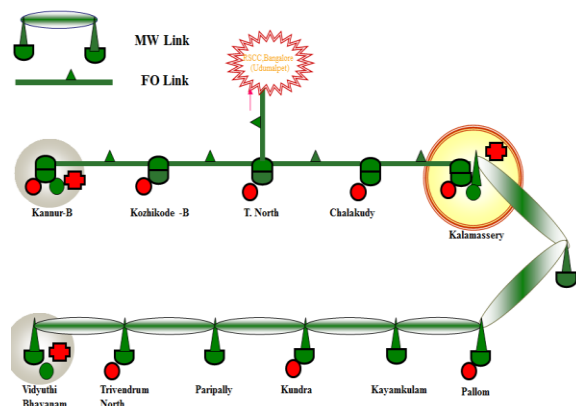 MW Link
FO Link
RSCC,Bangalore
(Udumalpet)
Kannur-B
Kozhikode -B
T. North
Chalakudy
Kalamassery
Vidyuthi
Bhavanam
Trivendrum
North
Paripally
Kundra
Kayamkulam
Pallom